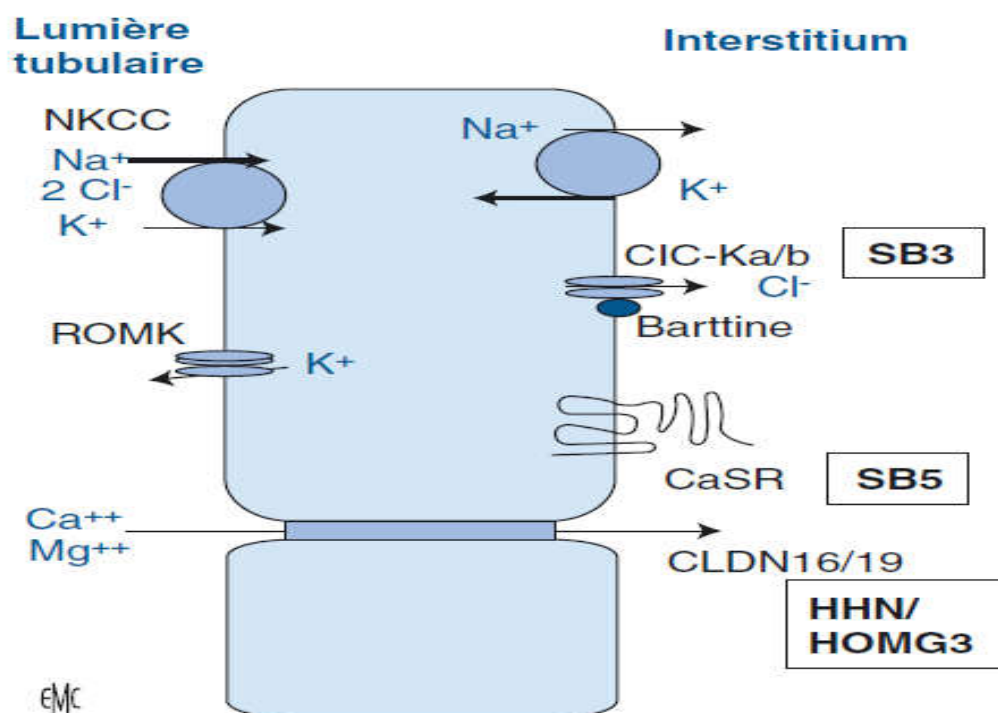 Lumière
tubulaire
Interstitium
NKCC
Na+
2 Cl-
K+
Na+
K+
ClC-Ka/b
SB3
Cl-
Barttine
ROMK
K+
CaSR
SB5
Ca++
Mg++
CLDN16/19
HHN/
HOMG3
EMC